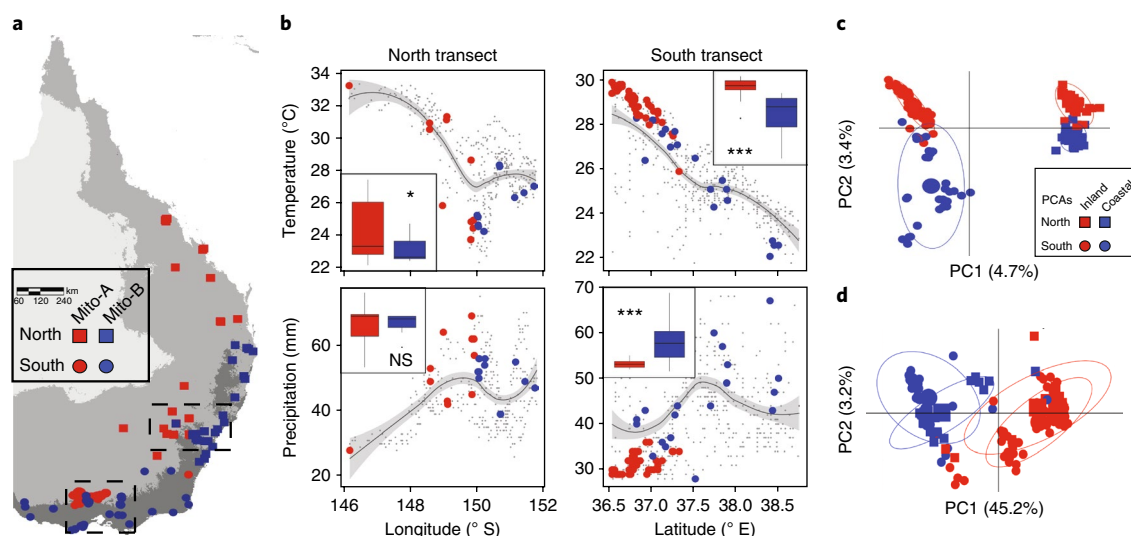 a
60 120 180 240 km
Mito-A
Mito-B
North
South
b
North transect
South transect
Temperature (°C)
34
32
30
28
26
24
22
*
30
28
26
24
22
***
Precipitation (mm)
60
40
20
NS
146
148
150
152
Longitude (° S)
70
60
50
40
30
***
36.5
37.0
37.5
38.0
38.5
Latitude (° E)
c
PC2 (3.4%)
PC1 (4.7%)
PCAs
Inland
Coastal
North
South
d
PC2 (3.2%)
PC1 (45.2%)